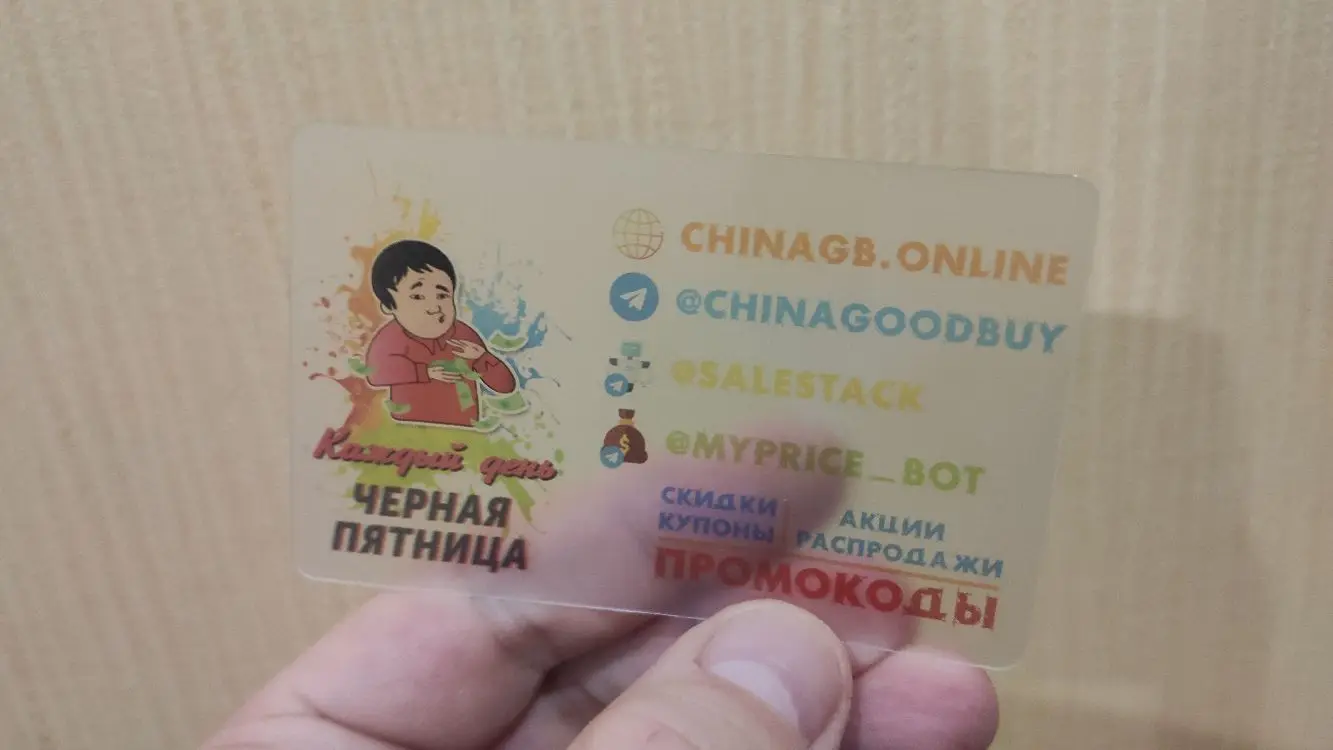 Каждый день
ЧЕРНАЯ
ПЯТНИЦА
CHINAGB.ONLINE
@CHINAGOODBUY
@SALESTACK
@MYPRICE_BOT
СКИДКИ
КУПОНЫ
АКЦИИ
РАСПРОДАЖИ
ПРОМОКОДЫ